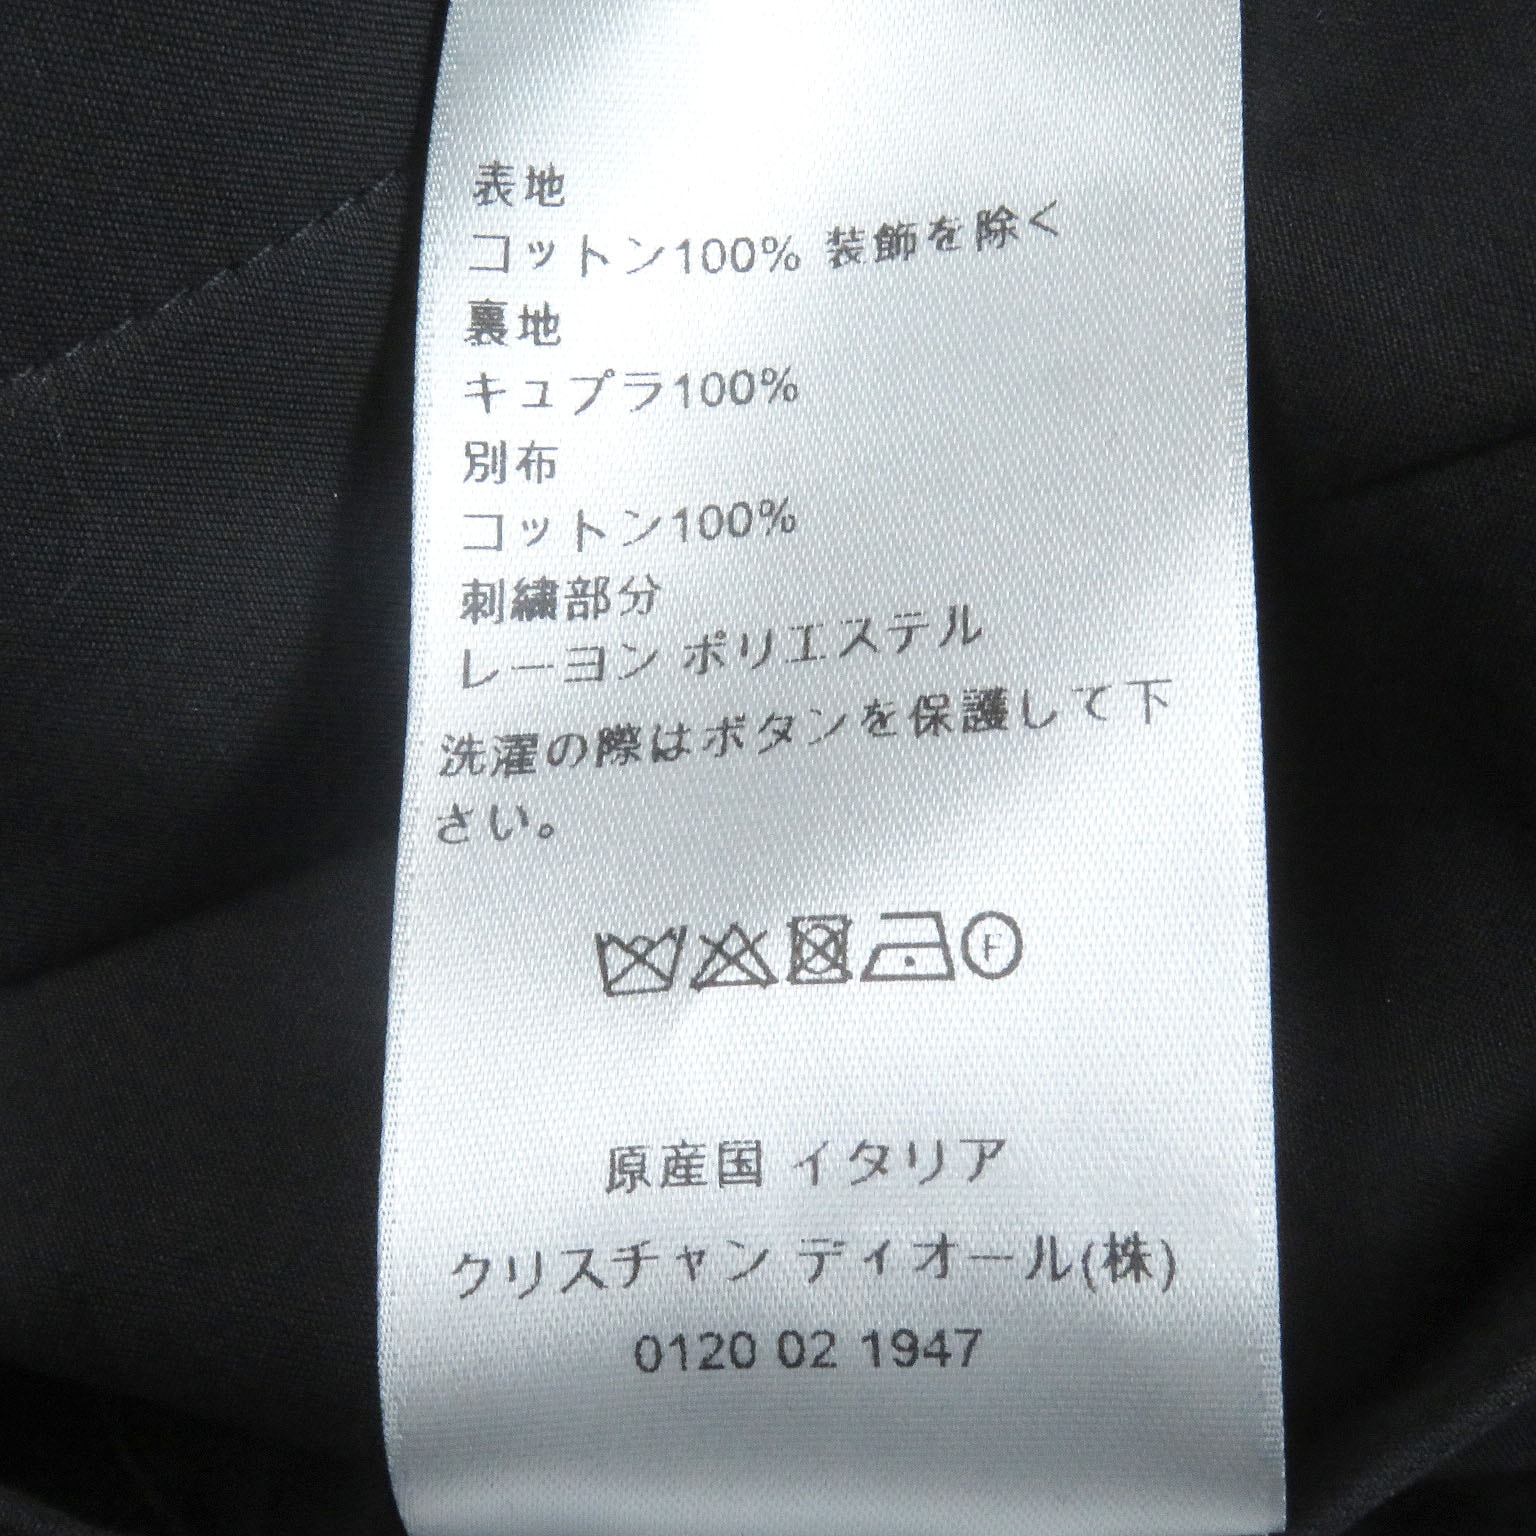 表地
コットン100% 装飾を除く
裏地
キュプラ100%
別布
コットン100%
刺繍部分
レーヨン ポリエステル
洗濯の際はボタンを保護して下
さい。
F
原産国 イタリア
クリスチャン ディオール(株)
0120 02 1947